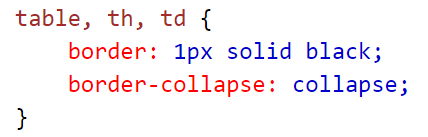 table, th, td {
    border: 1px solid black;
    border-collapse: collapse;
}